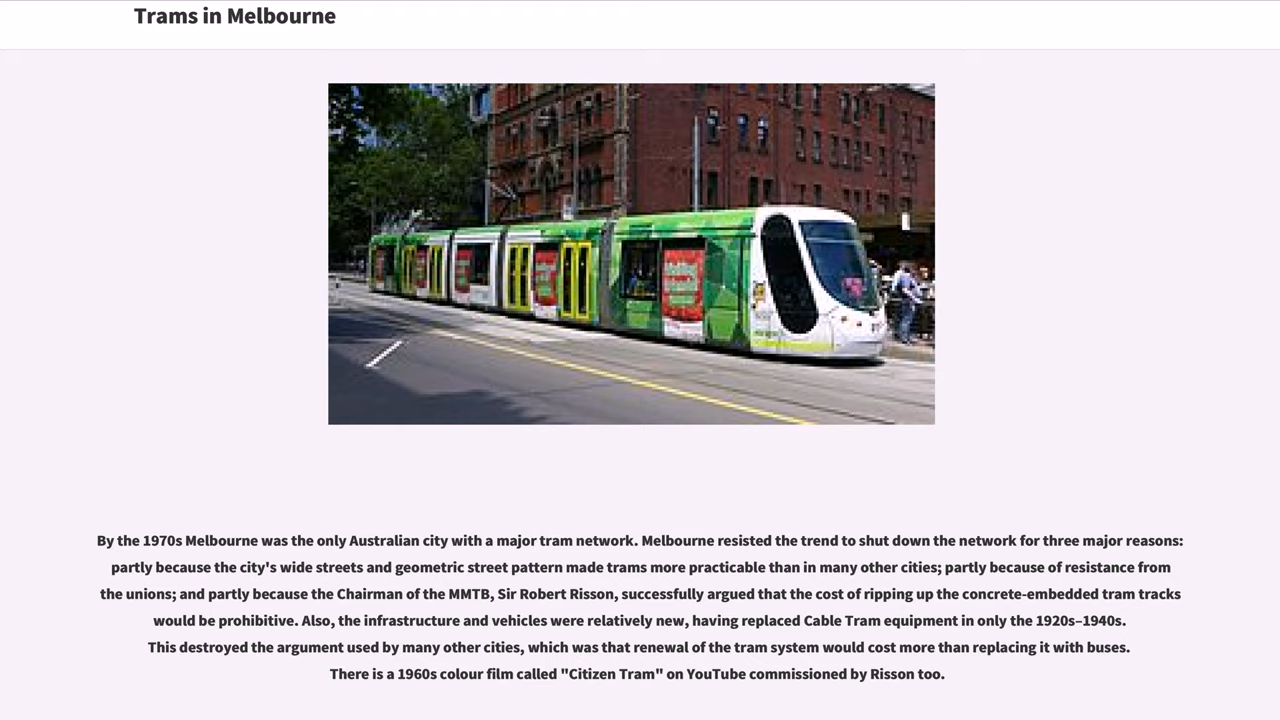 Trams in Melbourne
By the 1970s Melbourne was the only Australian city with a major tram network. Melbourne resisted the trend to shut down the network for three major reasons:
partly because the city's wide streets and geometric street pattern made trams more practicable than in many other cities; partly because of resistance from
the unions; and partly because the Chairman of the MMTB, Sir Robert Risson, successfully argued that the cost of ripping up the concrete-embedded tram tracks
would be prohibitive. Also, the infrastructure and vehicles were relatively new, having replaced Cable Tram equipment in only the 1920s–1940s.
This destroyed the argument used by many other cities, which was that renewal of the tram system would cost more than replacing it with buses.
There is a 1960s colour film called "Citizen Tram" on YouTube commissioned by Risson too.